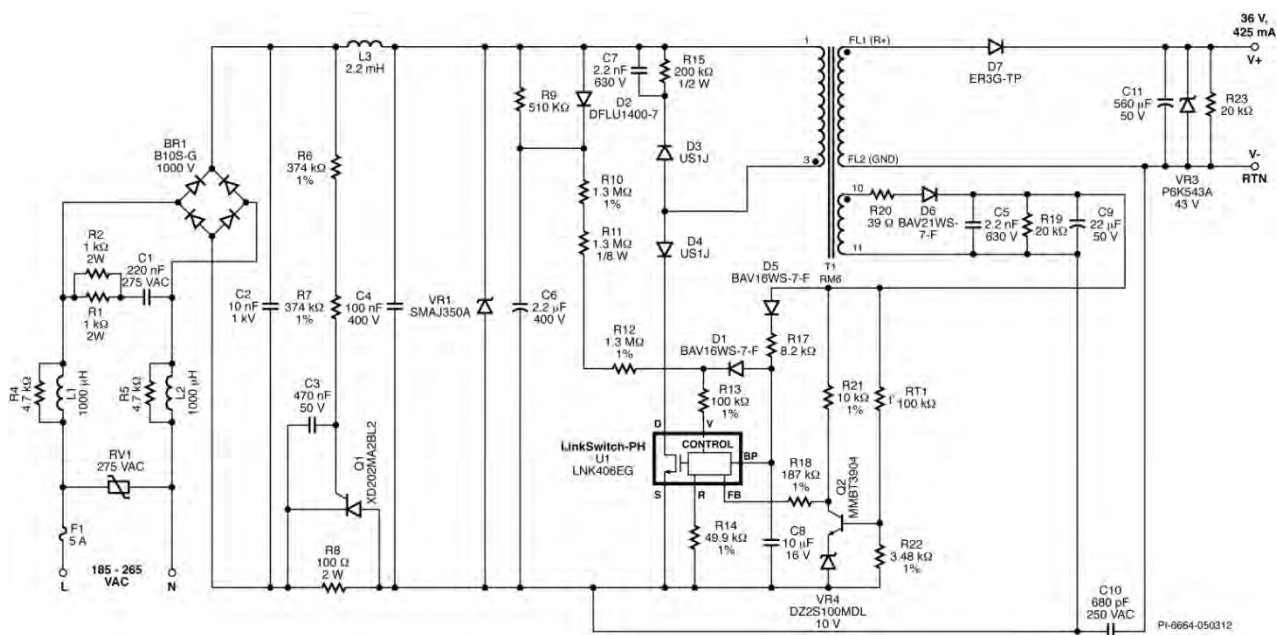 36 V,
425 mA
V+
FL1 (R+)
D7
ER3G-TP
C11
560 µF
50 V
R23
20 kΩ
FL2 (GND)
V-
RTN
VR3
P6K543A
43 V
1
3
10
11
T1
RM6
L3
2.2 mH
C7
2.2 nF
630 V
R15
200 kΩ
1/2 W
R9
510 KΩ
D2
DFLU1400-7
D3
US1J
D4
US1J
R10
1.3 MΩ
1%
R11
1.3 MΩ
1/8 W
R20
39 Ω
D6
BAV21WS-
7-F
C5
2.2 nF
630 V
R19
20 kΩ
C9
22 µF
50 V
BR1
B10S-G
1000 V
R6
374 kΩ
1%
R2
1 kΩ
2W
C1
220 nF
275 VAC
R1
1 kΩ
2W
C2
10 nF
1 kV
R7
374 kΩ
1%
C4
100 nF
400 V
VR1
SMAJ350A
C6
2.2 µF
400 V
D5
BAV16WS-7-F
R12
1.3 MΩ
1%
D1
BAV16WS-7-F
R17
8.2 kΩ
R13
100 kΩ
1%
R21
10 kΩ
1%
RT1
100 kΩ
t°
R4
4.7 kΩ
L1
1000 µH
R5
4.7 kΩ
L2
1000 µH
C3
470 nF
50 V
Q1
XD202MA2BL2
LinkSwitch-PH
U1
LNK406EG
D
V
CONTROL
BP
S
R
FB
R18
187 kΩ
1%
Q2
MMBT3904
RV1
275 VAC
F1
5 A
185 - 265
VAC
L
N
R8
100 Ω
2 W
R14
49.9 kΩ
1%
C8
10 µF
16 V
R22
3.48 kΩ
1%
VR4
DZ2S100MDL
10 V
C10
680 pF
250 VAC
PI-6664-050312